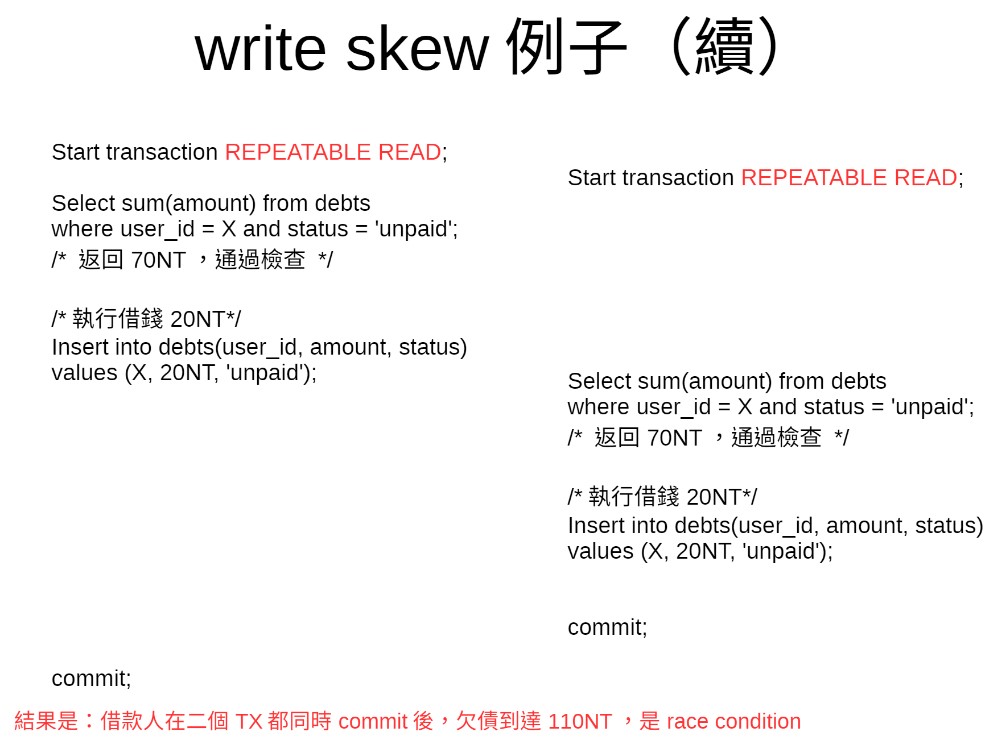 write skew 例子（續）
Start transaction REPEATABLE READ;
Select sum(amount) from debts
where user_id = X and status = 'unpaid';
/* 返回 70NT ，通過檢查 */
/* 執行借錢 20NT*/
Insert into debts(user_id, amount, status)
values (X, 20NT, 'unpaid');
commit;
Start transaction REPEATABLE READ;
Select sum(amount) from debts
where user_id = X and status = 'unpaid';
/* 返回 70NT ，通過檢查 */
/* 執行借錢 20NT*/
Insert into debts(user_id, amount, status)
values (X, 20NT, 'unpaid');
commit;
結果是：借款人在二個 TX 都同時 commit 後，欠債到達 110NT ，是 race condition